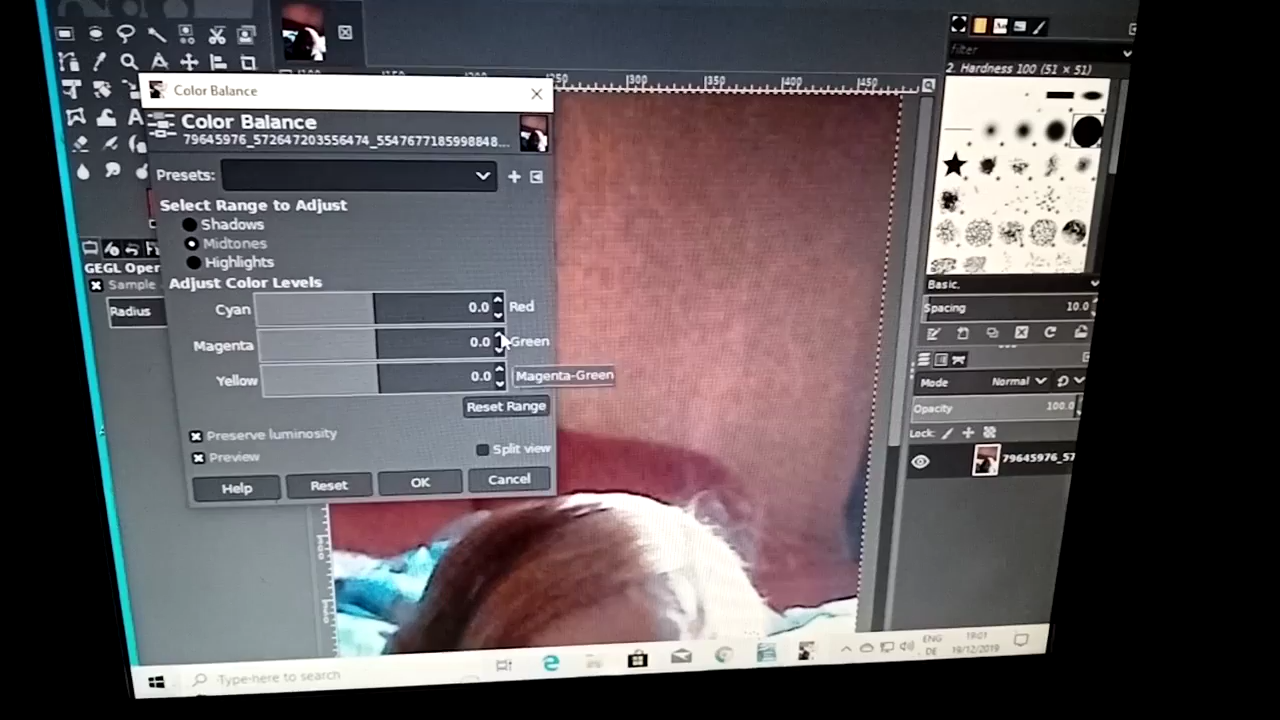 filter
2. Hardness 100 (51 × 51)
Color Balance
Color Balance
79645976_572647203556474_5547677185998848...
Presets:
Select Range to Adjust
Shadows
Midtones
Highlights
Adjust Color Levels
Cyan 0.0 Red
Magenta 0.0 Green
Yellow 0.0
Magenta-Green
Reset Range
Preserve luminosity
Split view
Preview
Help Reset OK Cancel
GEGL Oper
Sample
Radius
250 300 350 400 450
Basic,
Spacing 10.0
Mode Normal
Opacity 100.0
Lock:
79645976_57
Type here to search
ENG
DE
19:01
19/12/2019